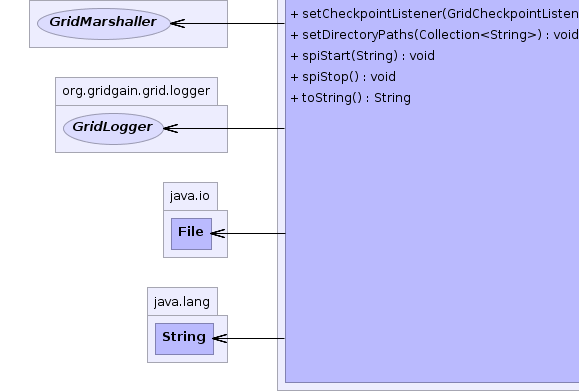 GridMarshaller
+ setCheckpointListener(GridCheckpointListen
+ setDirectoryPaths(Collection<String>) : void
+ spiStart(String) : void
+ spiStop() : void
+ toString() : String
org.gridgain.grid.logger
GridLogger
java.io
File
java.lang
String